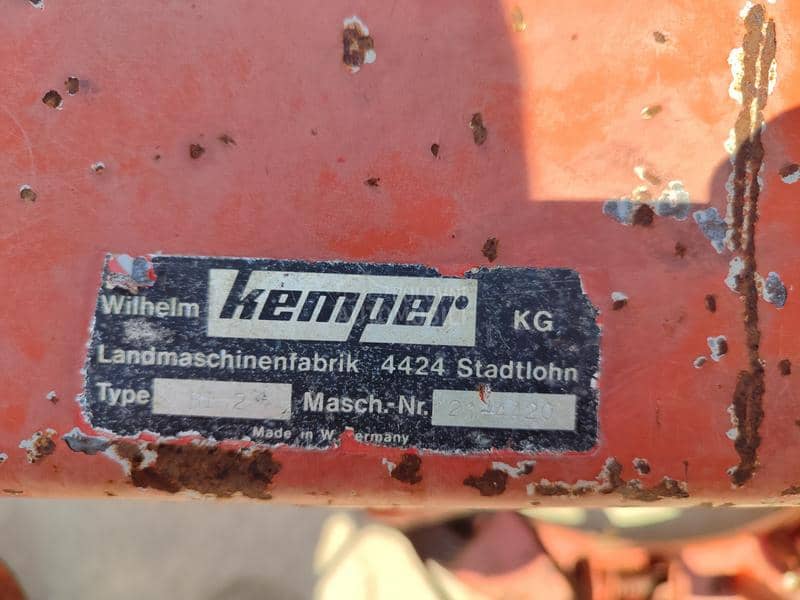 Wilhelm kemper KG
Landmaschinenfabrik 4424 Stadtlohn
Type Masch.-Nr.
Made in W. Germany